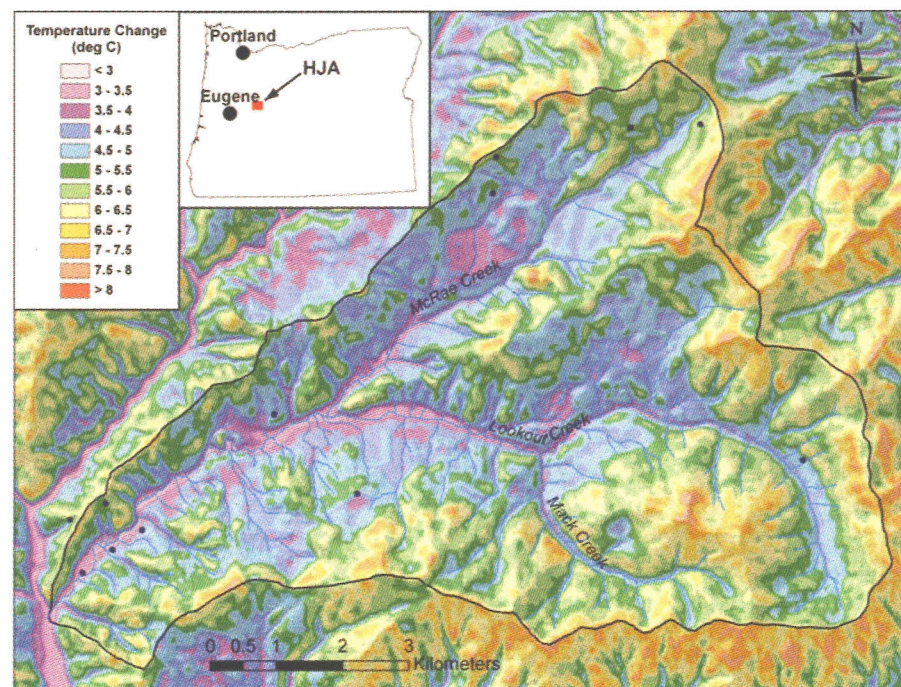 Temperature Change
(deg C)
< 3
3 - 3.5
3.5 - 4
4 - 4.5
4.5 - 5
5 - 5.5
5.5 - 6
6 - 6.5
6.5 - 7
7 - 7.5
7.5 - 8
> 8
Portland
HJA
Eugene
N
McRae Creek
Lookout Creek
Mack Creek
0 0.5 1 2 3
Kilometers